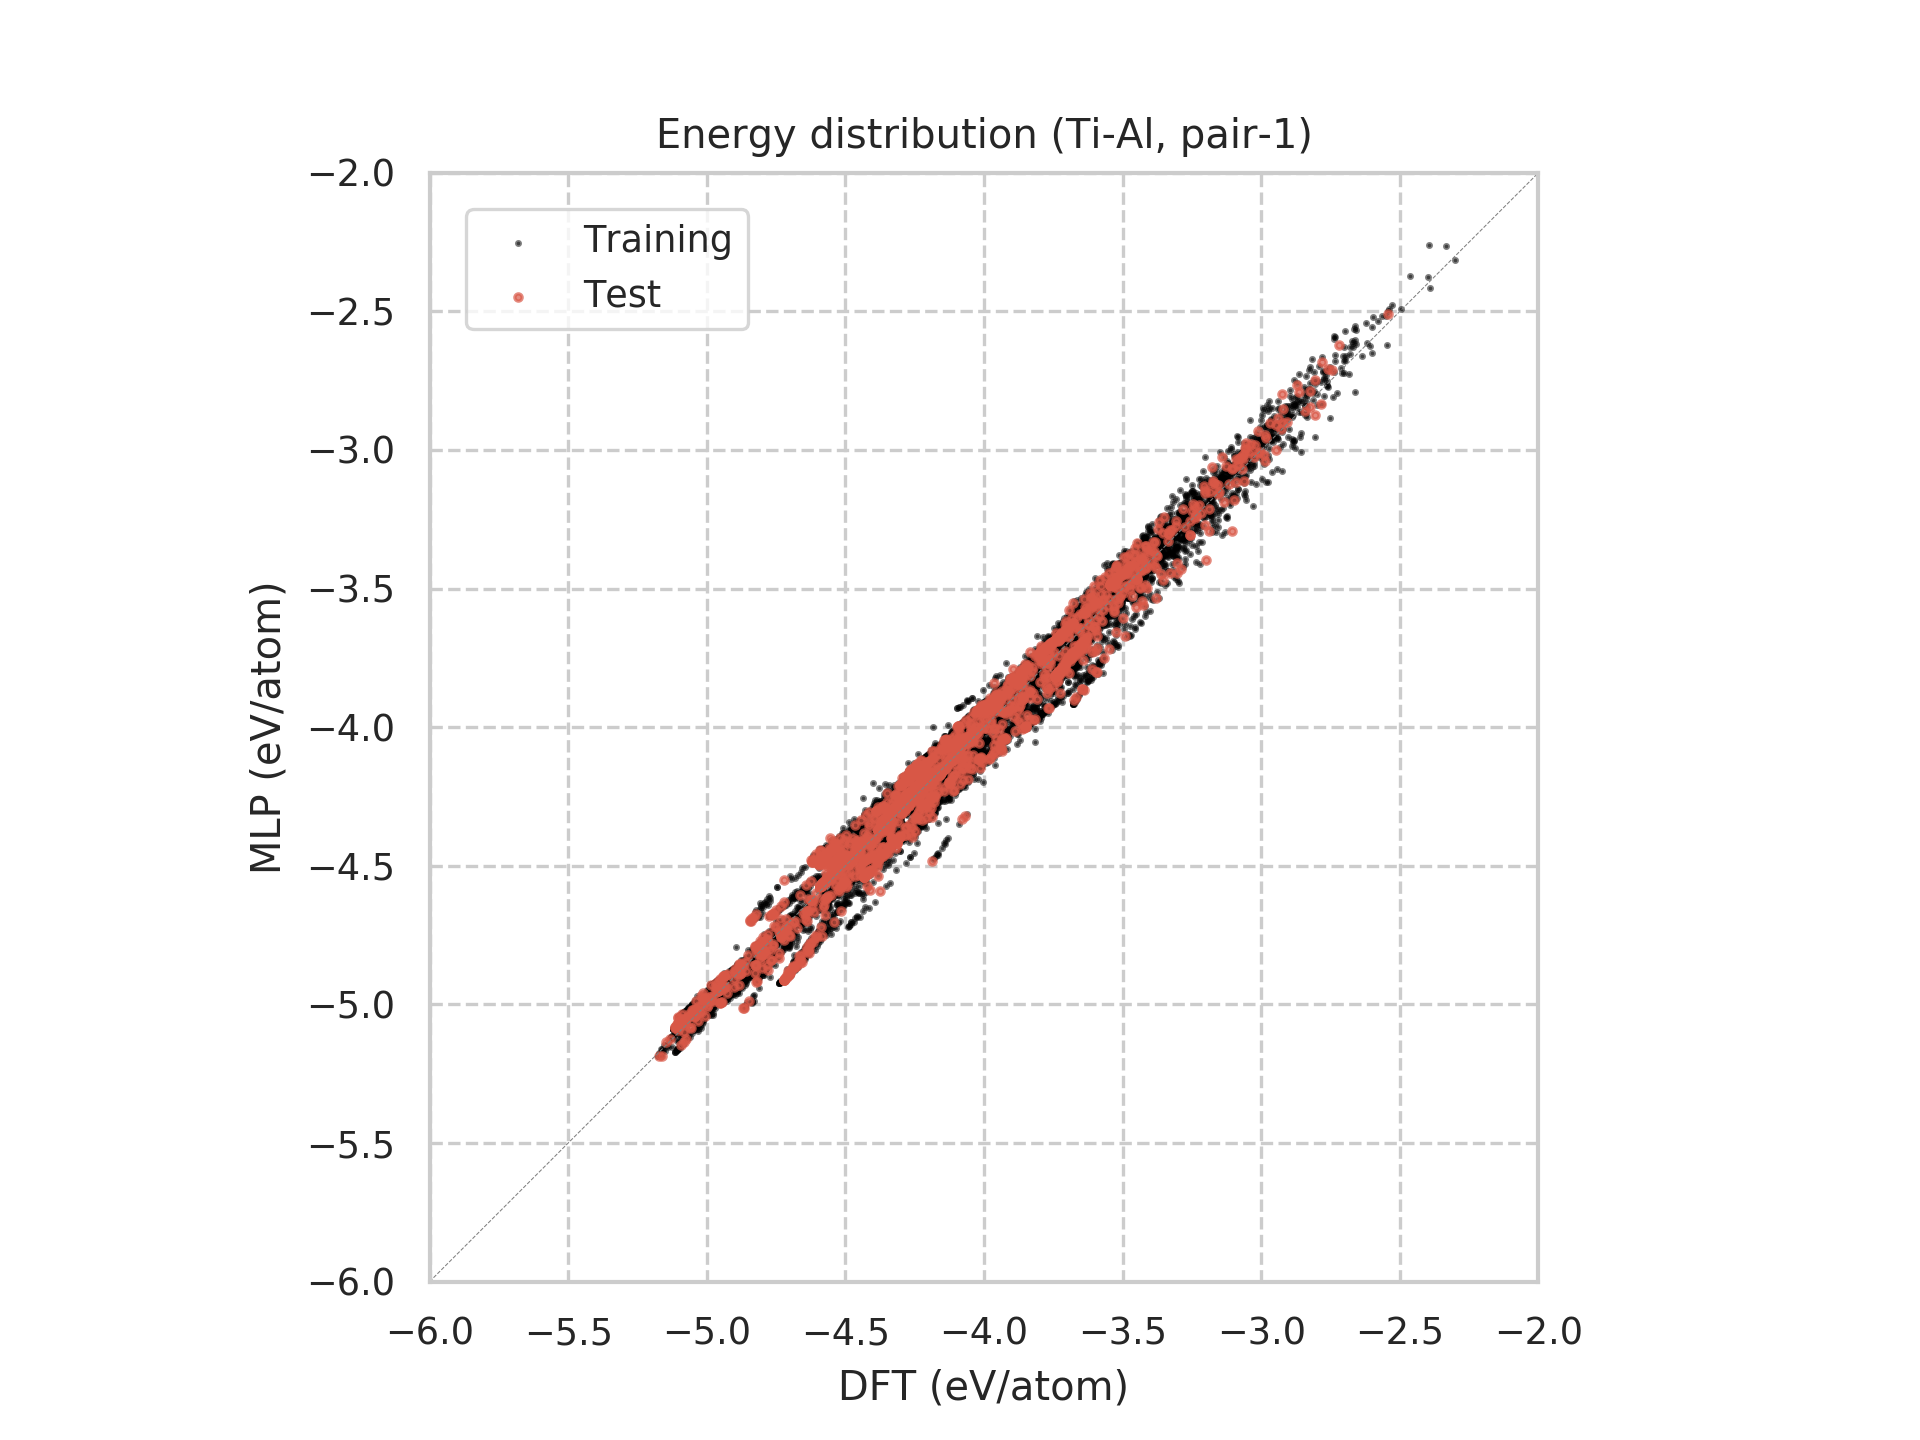 Energy distribution (Ti-Al, pair-1)
−2.0
−2.5
−3.0
−3.5
−4.0
−4.5
−5.0
−5.5
−6.0
MLP (eV/atom)
Training
Test
−6.0 −5.5 −5.0 −4.5 −4.0 −3.5 −3.0 −2.5 −2.0
DFT (eV/atom)